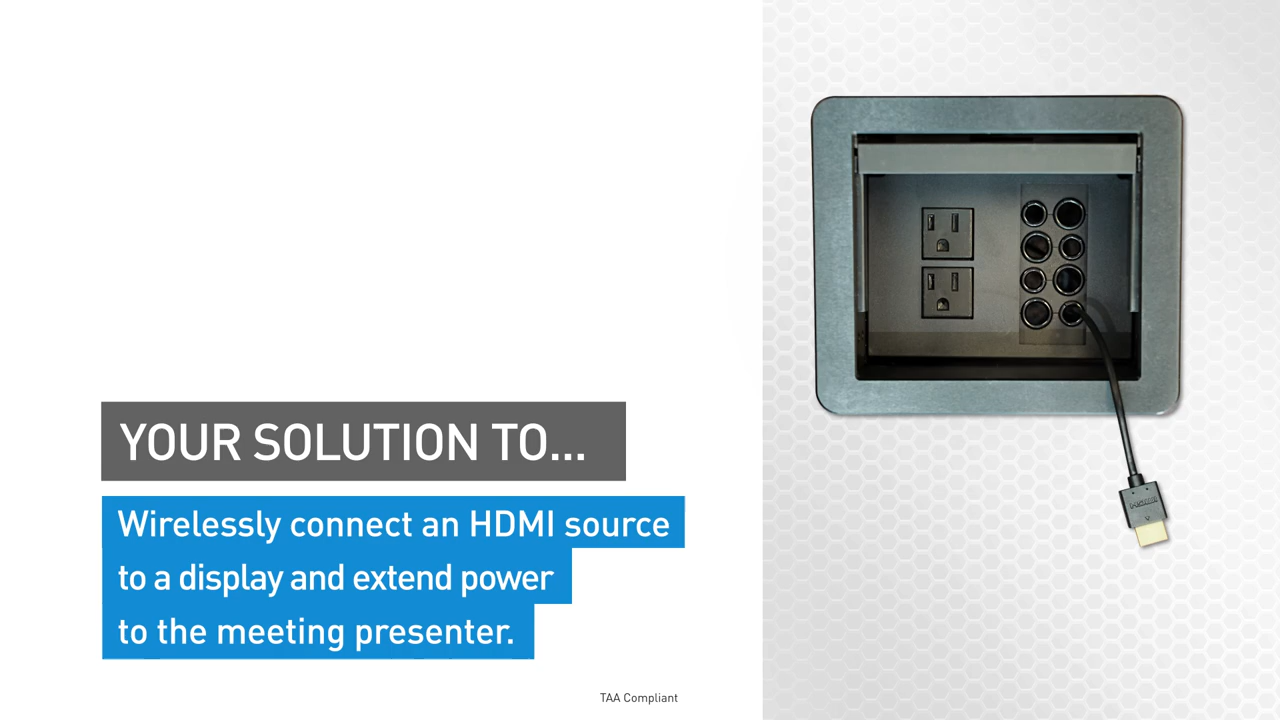 YOUR SOLUTION TO...
Wirelessly connect an HDMI source
to a display and extend power
to the meeting presenter.
TAA Compliant